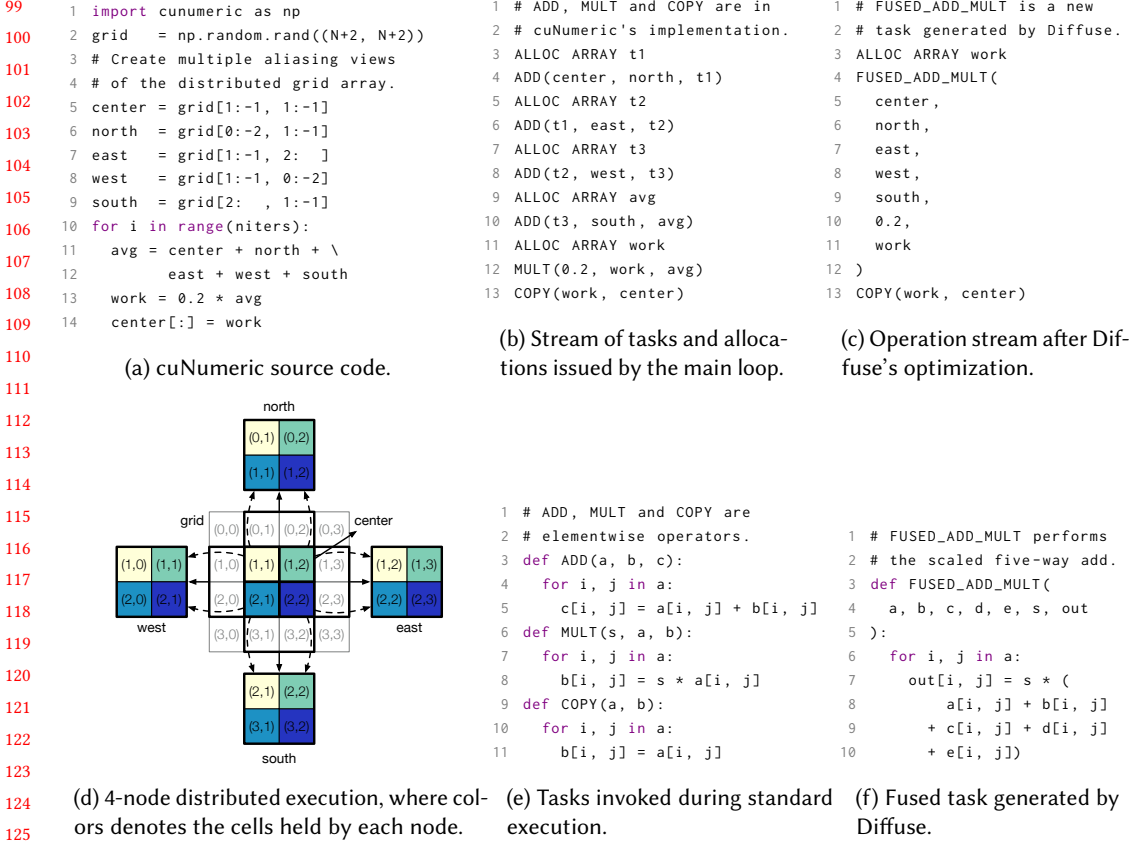 99
100
101
102
103
104
105
106
107
108
109
110
111
112
113
114
115
116
117
118
119
120
121
122
123
124
125
1 import cunumeric as np
2 grid   = np.random.rand((N+2, N+2))
3 # Create multiple aliasing views
4 # of the distributed grid array.
5 center = grid[1:-1, 1:-1]
6 north  = grid[0:-2, 1:-1]
7 east   = grid[1:-1, 2:  ]
8 west   = grid[1:-1, 0:-2]
9 south  = grid[2:  , 1:-1]
10 for i in range(niters):
11   avg = center + north + \
12         east + west + south
13   work = 0.2 * avg
14   center[:] = work
(a) cuNumeric source code.
1 # ADD, MULT and COPY are in
2 # cuNumeric's implementation.
3 ALLOC ARRAY t1
4 ADD(center, north, t1)
5 ALLOC ARRAY t2
6 ADD(t1, east, t2)
7 ALLOC ARRAY t3
8 ADD(t2, west, t3)
9 ALLOC ARRAY avg
10 ADD(t3, south, avg)
11 ALLOC ARRAY work
12 MULT(0.2, work, avg)
13 COPY(work, center)
(b) Stream of tasks and alloca-
tions issued by the main loop.
1 # FUSED_ADD_MULT is a new
2 # task generated by Diffuse.
3 ALLOC ARRAY work
4 FUSED_ADD_MULT(
5   center,
6   north,
7   east,
8   west,
9   south,
10   0.2,
11   work
12 )
13 COPY(work, center)
(c) Operation stream after Dif-
fuse's optimization.
north
(0,1) (0,2)
(1,1) (1,2)
grid
center
(0,0) (0,1) (0,2) (0,3)
(1,0) (1,1) (1,0) (1,1) (1,2) (1,3) (1,2) (1,3)
(2,0) (2,1) (2,0) (2,1) (2,2) (2,3) (2,2) (2,3)
west
east
(3,0) (3,1) (3,2) (3,3)
(2,1) (2,2)
(3,1) (3,2)
south
(d) 4-node distributed execution, where col-
ors denotes the cells held by each node.
1 # ADD, MULT and COPY are
2 # elementwise operators.
3 def ADD(a, b, c):
4   for i, j in a:
5     c[i, j] = a[i, j] + b[i, j]
6 def MULT(s, a, b):
7   for i, j in a:
8     b[i, j] = s * a[i, j]
9 def COPY(a, b):
10   for i, j in a:
11     b[i, j] = a[i, j]
(e) Tasks invoked during standard
execution.
1 # FUSED_ADD_MULT performs
2 # the scaled five-way add.
3 def FUSED_ADD_MULT(
4   a, b, c, d, e, s, out
5 ):
6   for i, j in a:
7     out[i, j] = s * (
8         a[i, j] + b[i, j]
9       + c[i, j] + d[i, j]
10       + e[i, j])
(f) Fused task generated by
Diffuse.